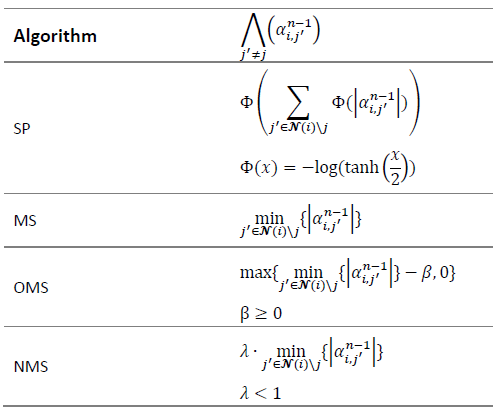 Algorithm ⋀_{j′≠j}(α_{i,j′}^{n−1})
SP Φ(∑_{j′∈𝓝(i)\j} Φ(|α_{i,j′}^{n−1}|))
Φ(x) = −log(tanh(x/2))
MS min_{j′∈𝓝(i)\j}{|α_{i,j′}^{n−1}|}
OMS max{min_{j′∈𝓝(i)\j}{|α_{i,j′}^{n−1}|} − β, 0}
β ≥ 0
NMS λ · min_{j′∈𝓝(i)\j}{|α_{i,j′}^{n−1}|}
λ < 1